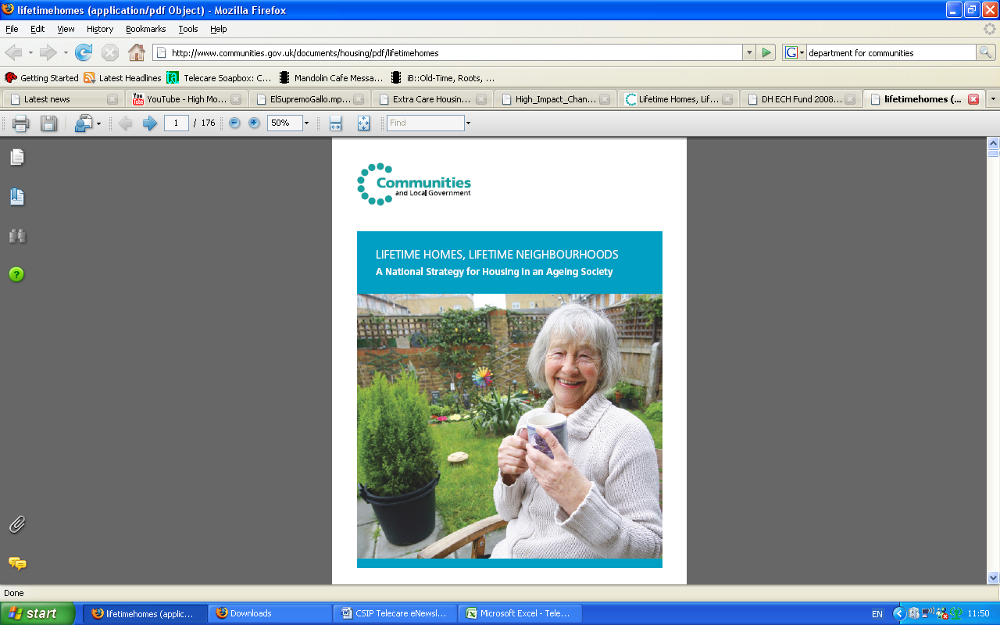 lifetimehomes (application/pdf Object) - Mozilla Firefox
File Edit View History Bookmarks Tools Help
http://www.communities.gov.uk/documents/housing/pdf/lifetimehomes
G department for communities
Getting Started Latest Headlines Telecare Soapbox: C... Mandolin Cafe Messa... iB::Old-Time, Roots, ...
Latest news YouTube - High Mo... ElSupremoGallo.mp... Extra Care Housin... High_Impact_Chan... Lifetime Homes, Lif... DH ECH Fund 2008... lifetimehomes (...
1 / 176 50% Find
Communities
and Local Government
LIFETIME HOMES, LIFETIME NEIGHBOURHOODS
A National Strategy for Housing in an Ageing Society
Done
start lifetimehomes (applic... Downloads CSIP Telecare eNewsl... Microsoft Excel - Tele... EN 11:50